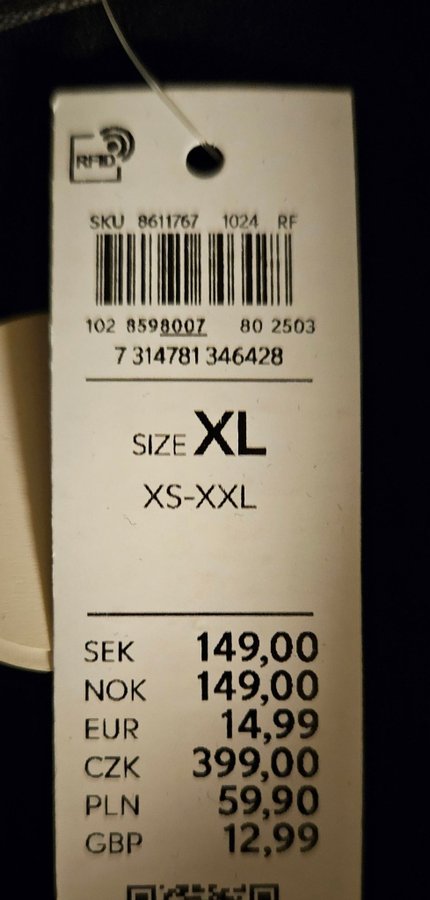 RFID
SKU 8611767 1024 RF
102 8598007 80 2503
7 314781 346428
SIZE XL
XS-XXL
SEK 149,00
NOK 149,00
EUR 14,99
CZK 399,00
PLN 59,90
GBP 12,99